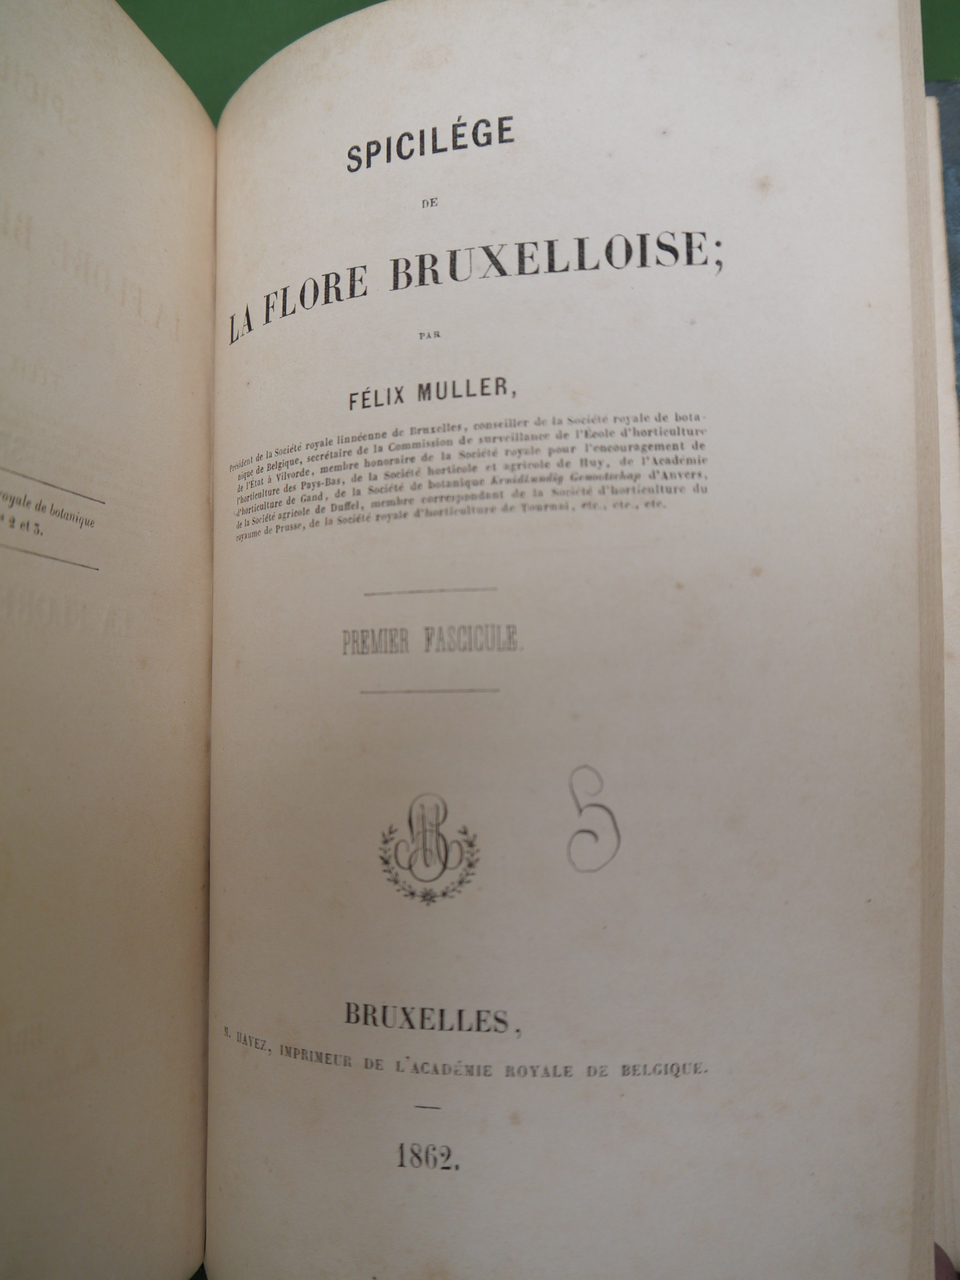 royale de botanique
2 et 3.
SPICILÉGE
DE
LA FLORE BRUXELLOISE;
PAR
FÉLIX MULLER,
Président de la Société royale linnéenne de Bruxelles, conseiller de la Société royale de bota-
nique de Belgique, secrétaire de la Commission de surveillance de l'École d'horticulture
de l'État à Vilvorde, membre honoraire de la Société royale pour l'encouragement de
l'horticulture des Pays-Bas, de la Société horticole et agricole de Huy, de l'Académie
d'horticulture de Gand, de la Société de botanique Kruidkundig Genootschap d'Anvers,
de la Société agricole de Duffel, membre correspondant de la Société d'horticulture du
royaume de Prusse, de la Société royale d'horticulture de Tournai, etc., etc., etc.
PREMIER FASCICULE.
5
BRUXELLES,
M. HAYEZ, IMPRIMEUR DE L'ACADÉMIE ROYALE DE BELGIQUE.
1862.